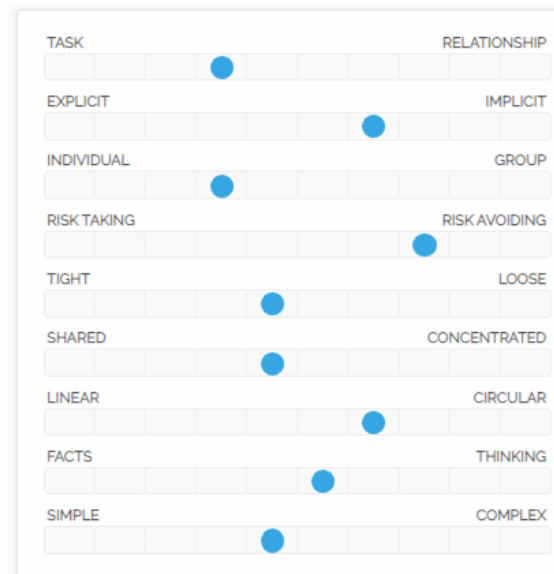 TASK RELATIONSHIP
EXPLICIT IMPLICIT
INDIVIDUAL GROUP
RISK TAKING RISK AVOIDING
TIGHT LOOSE
SHARED CONCENTRATED
LINEAR CIRCULAR
FACTS THINKING
SIMPLE COMPLEX